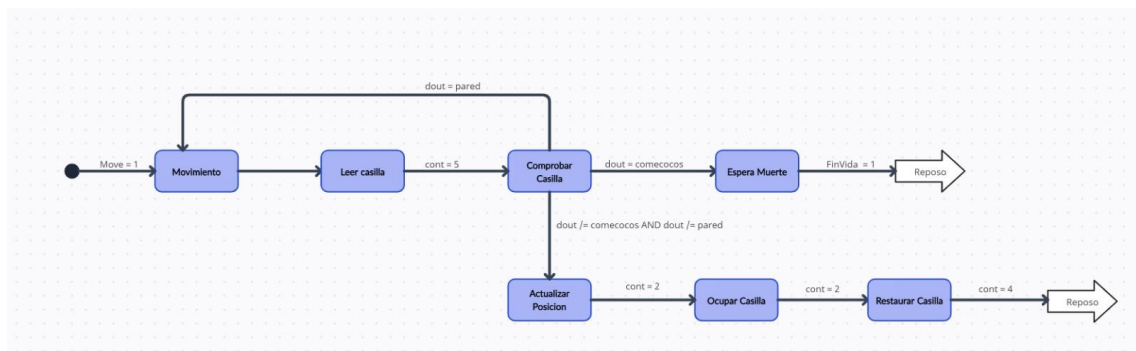 dout = pared
Move = 1
Movimiento
Leer casilla
cont = 5
Comprobar
Casilla
dout = comecocos
Espera Muerte
FinVida = 1
Reposo
dout /= comecocos AND dout /= pared
Actualizar
Posicion
cont = 2
Ocupar Casilla
cont = 2
Restaurar Casilla
cont = 4
Reposo